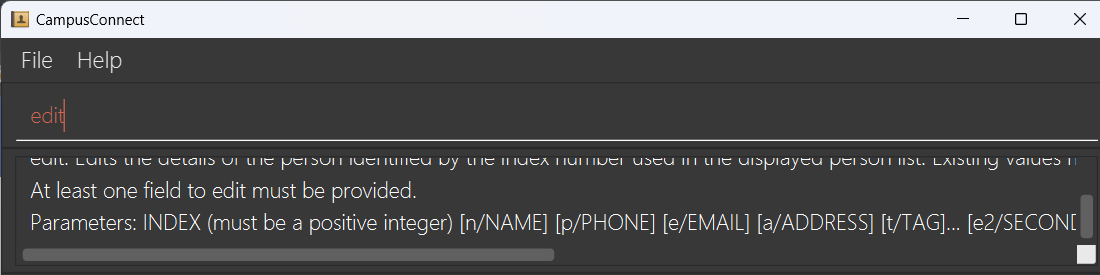 CampusConnect
File Help
edit
edit: Edits the details of the person identified by the index number used in the displayed person list. Existing values
At least one field to edit must be provided.
Parameters: INDEX (must be a positive integer) [n/NAME] [p/PHONE] [e/EMAIL] [a/ADDRESS] [t/TAG]... [e2/SECOND